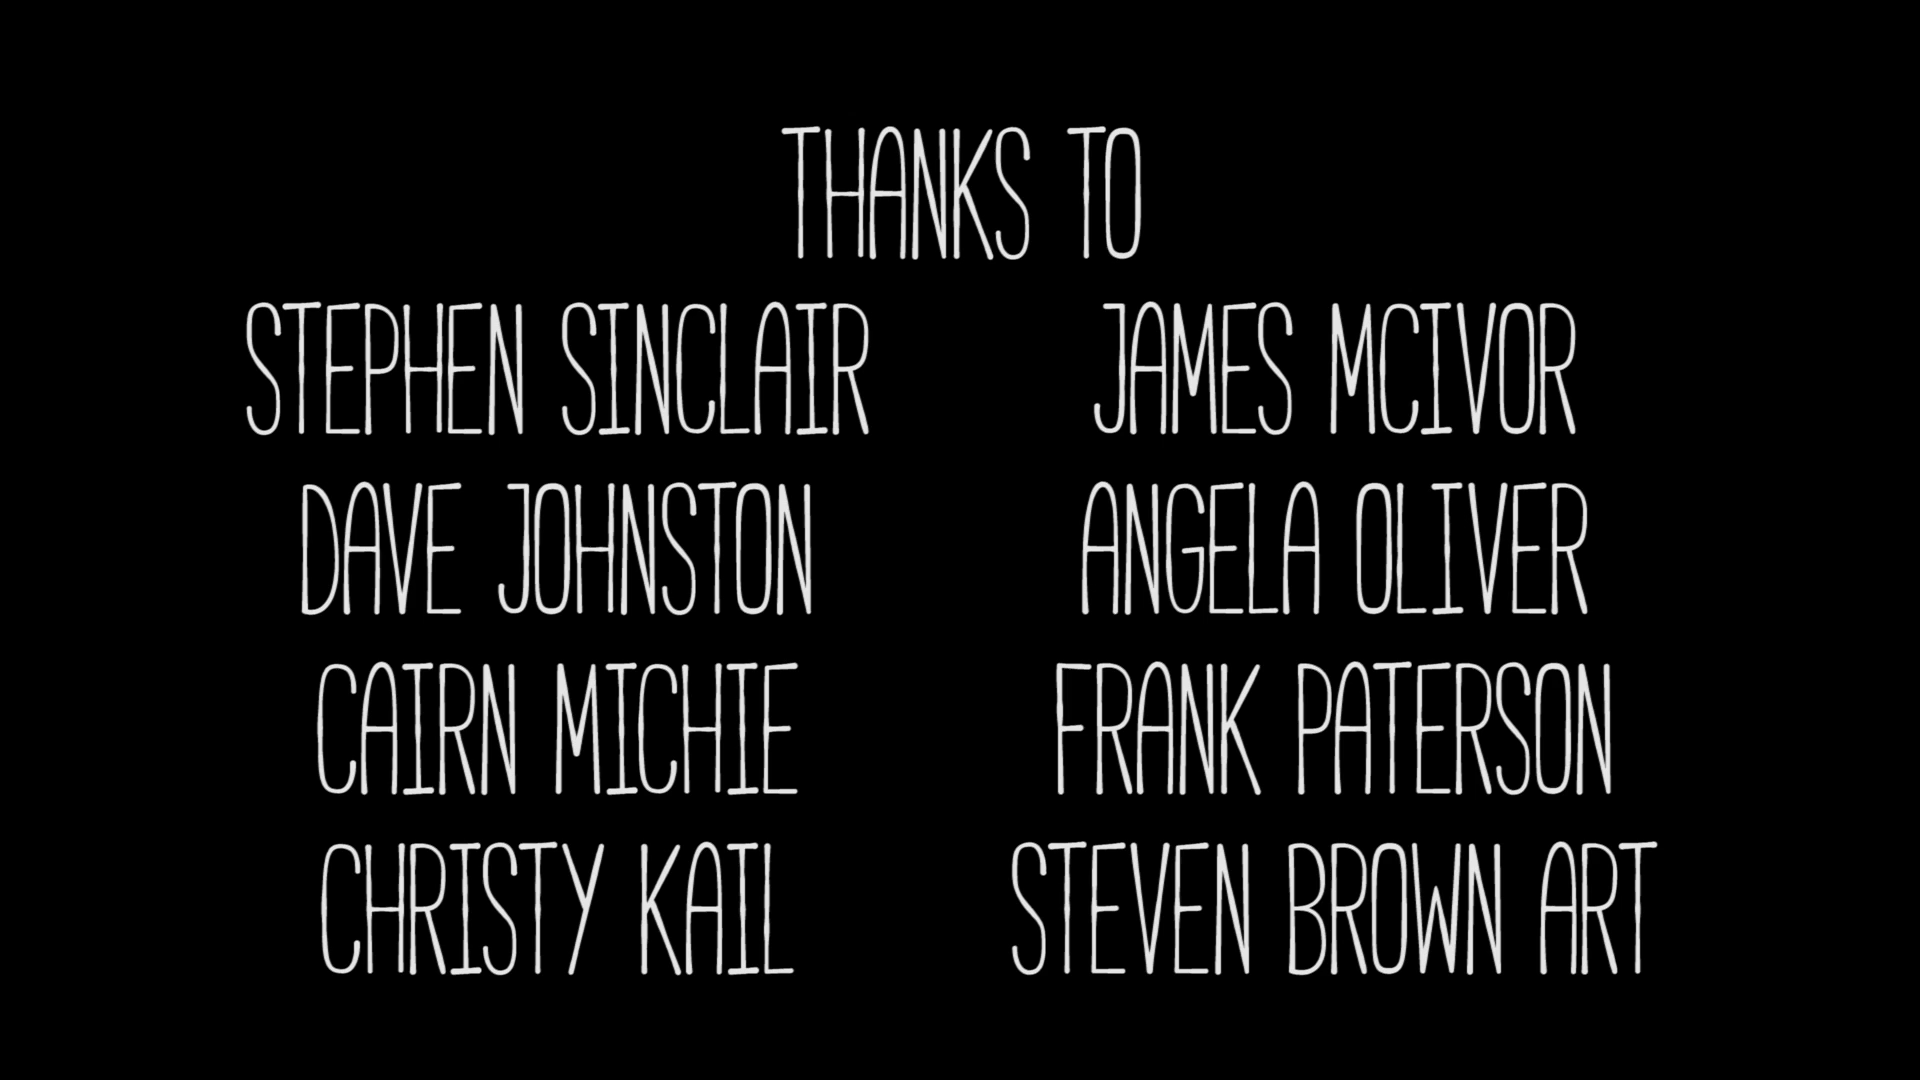 THANKS TO
STEPHEN SINCLAIR JAMES MCIVOR
DAVE JOHNSTON ANGELA OLIVER
CAIRN MICHIE FRANK PATERSON
CHRISTY KAIL STEVEN BROWN ART